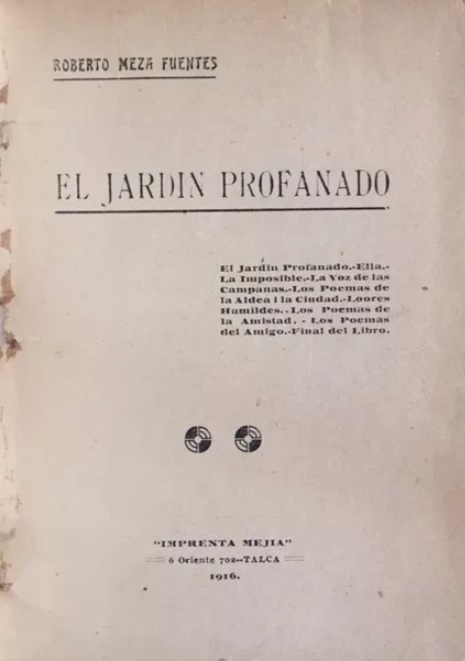 ROBERTO MEZA FUENTES
EL JARDIN PROFANADO
El Jardín Profanado.-Ella.-
La Imposible.-La Voz de las
Campanas.-Los Poemas de
la Aldea i la Ciudad.-Loores
Humildes.-Los Poemas de
la Amistad.-Los Poemas
del Amigo.-Final del Libro.
"IMPRENTA MEJIA"
6 Oriente 702--TALCA
1916.